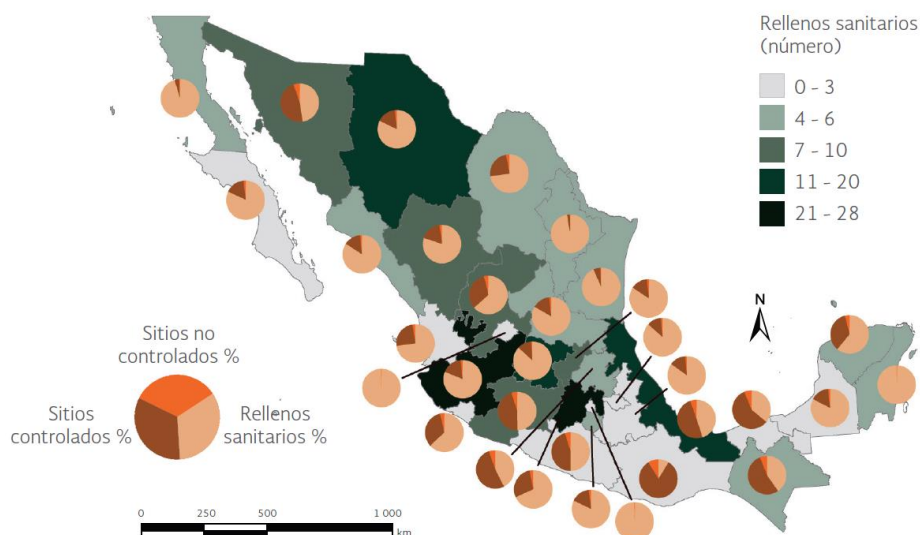 Rellenos sanitarios
(número)
0 - 3
4 - 6
7 - 10
11 - 20
21 - 28
N
Sitios no
controlados %
Sitios
controlados %
Rellenos
sanitarios %
0 250 500 1 000
km